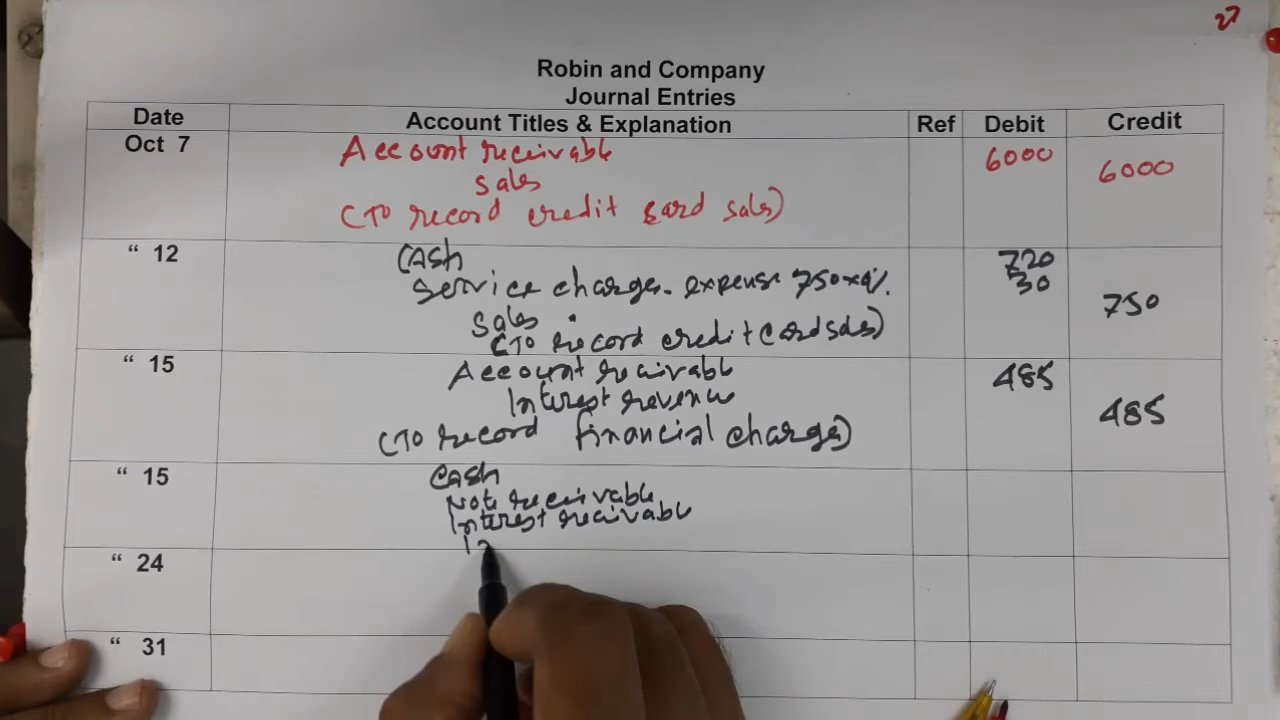 27
Robin and Company
Journal Entries
Date Account Titles & Explanation Ref Debit Credit
Oct 7 Account receivable 6000
Sales 6000
(To record credit card sales)
“ 12 Cash 720
Service charges expense 750x4% 30
Sales 750
(To record credit card sales)
“ 15 Account receivable 485
Interest revenue 485
(To record financial charges)
“ 15 Cash
Note receivable
Interest receivable
“ 24
“ 31